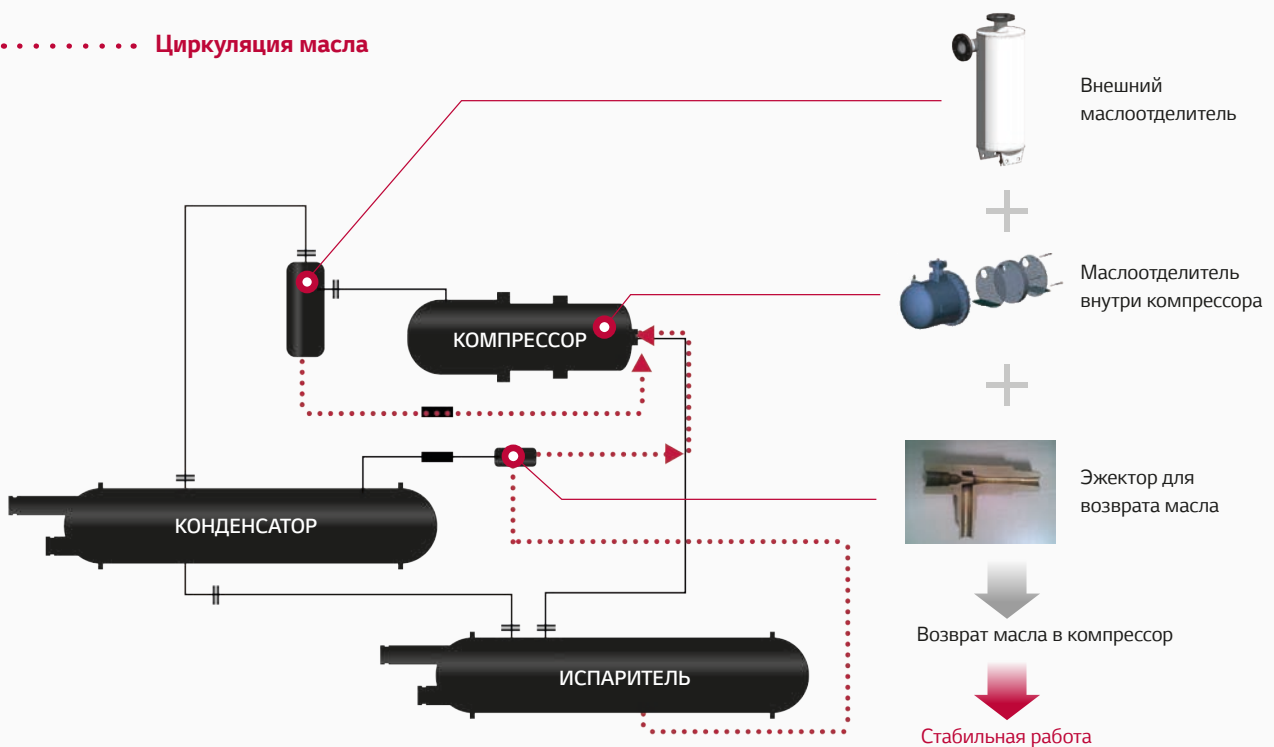 Циркуляция масла
Внешний
маслоотделитель
Маслоотделитель
внутри компрессора
КОМПРЕССОР
Эжектор для
возврата масла
КОНДЕНСАТОР
Возврат масла в компрессор
ИСПАРИТЕЛЬ
Стабильная работа